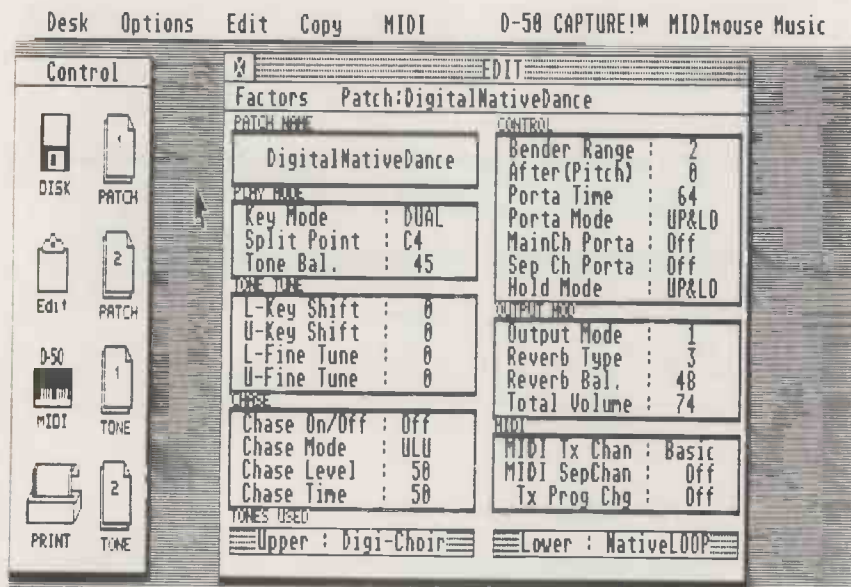 Desk Options Edit Copy MIDI D-50 CAPTURE!™ MIDImouse Music
Control
DISK
PATCH
Edit
PATCH
D-50
MIDI
TONE
PRINT
TONE
1
2
1
2
EDIT
Factors Patch:DigitalNativeDance
PATCH NAME
DigitalNativeDance
PLAY MODE
Key Mode : DUAL
Split Point : C4
Tone Bal. : 45
TONE TUNE
L-Key Shift : 0
U-Key Shift : 0
L-Fine Tune : 0
U-Fine Tune : 0
CHASE
Chase On/Off : Off
Chase Mode : ULU
Chase Level : 50
Chase Time : 50
TONES USED
Upper : Digi-Choir
CONTROL
Bender Range : 2
After(Pitch) : 0
Porta Time : 64
Porta Mode : UP&LO
MainCh Porta : Off
Sep Ch Porta : Off
Hold Mode : UP&LO
OUTPUT MOD
Output Mode : 1
Reverb Type : 3
Reverb Bal. : 48
Total Volume : 74
MIDI
MIDI Tx Chan : Basic
MIDI SepChan : Off
Tx Prog Chg : Off
Lower : NativeLOOP